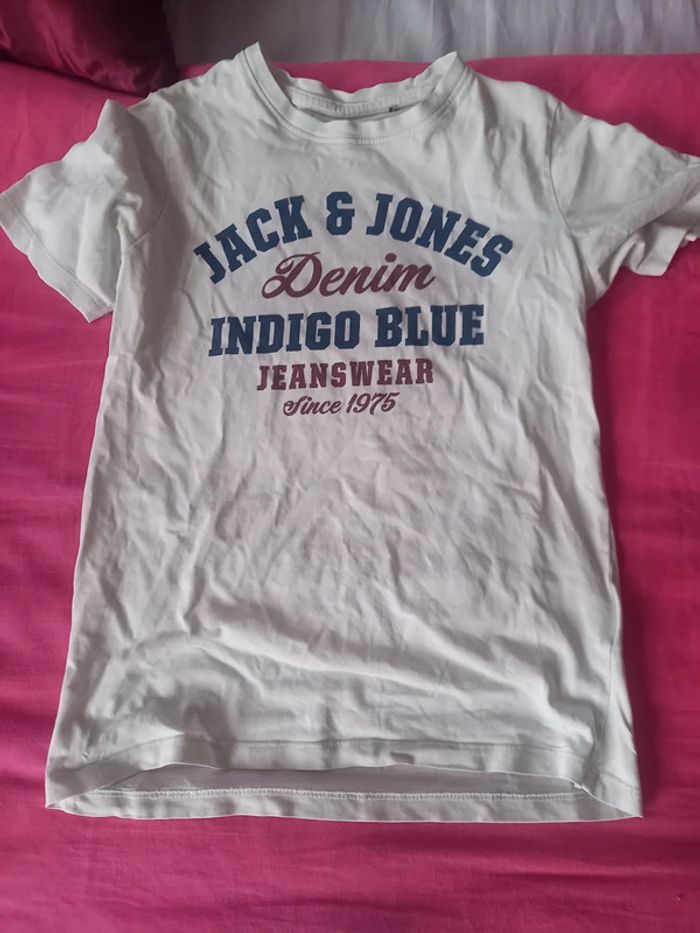 JACK & JONES
Denim
INDIGO BLUE
JEANSWEAR
Since 1975